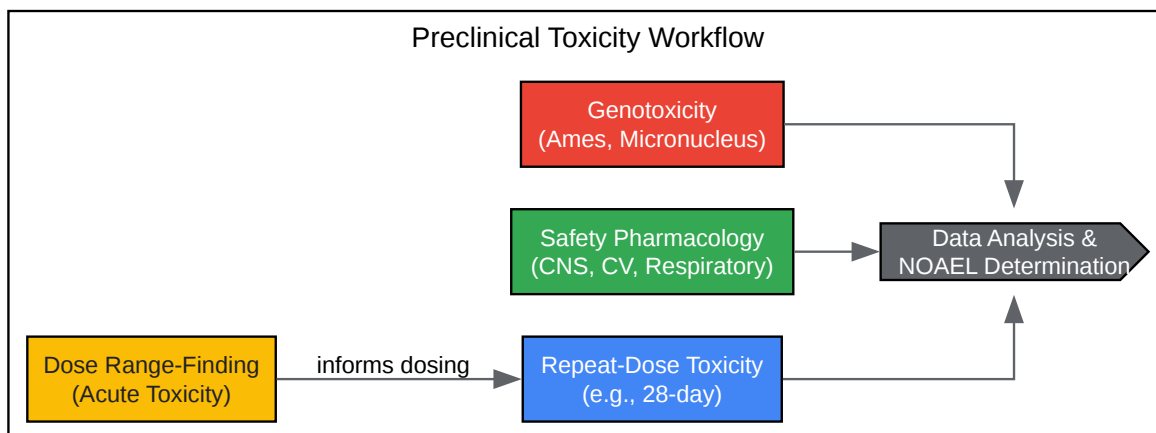 Preclinical Toxicity Workflow
Genotoxicity
(Ames, Micronucleus)
Safety Pharmacology
(CNS, CV, Respiratory)
Data Analysis &
NOAEL Determination
Dose Range-Finding
(Acute Toxicity)
informs dosing
Repeat-Dose Toxicity
(e.g., 28-day)